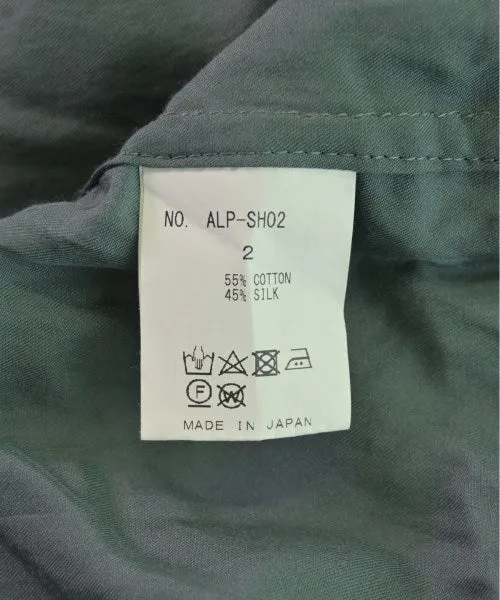 NO. ALP-SH02
2
55% COTTON
45% SILK
F W
MADE IN JAPAN